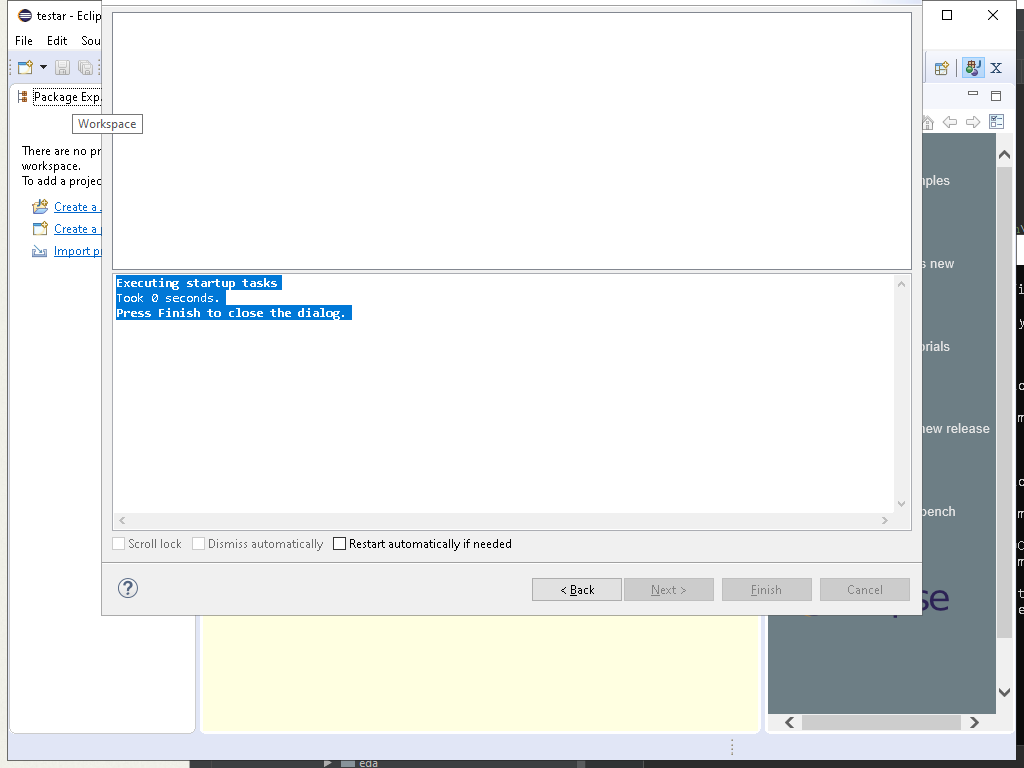 testar - Eclip
File Edit Sou
Package Exp
Workspace
There are no pr
workspace.
To add a projec
Create a
Create a
Import p
Executing startup tasks
Took 0 seconds.
Press Finish to close the dialog.
Scroll lock Dismiss automatically Restart automatically if needed
?
< Back Next > Finish Cancel
X
nples
s new
orials
new release
bench
se
eda